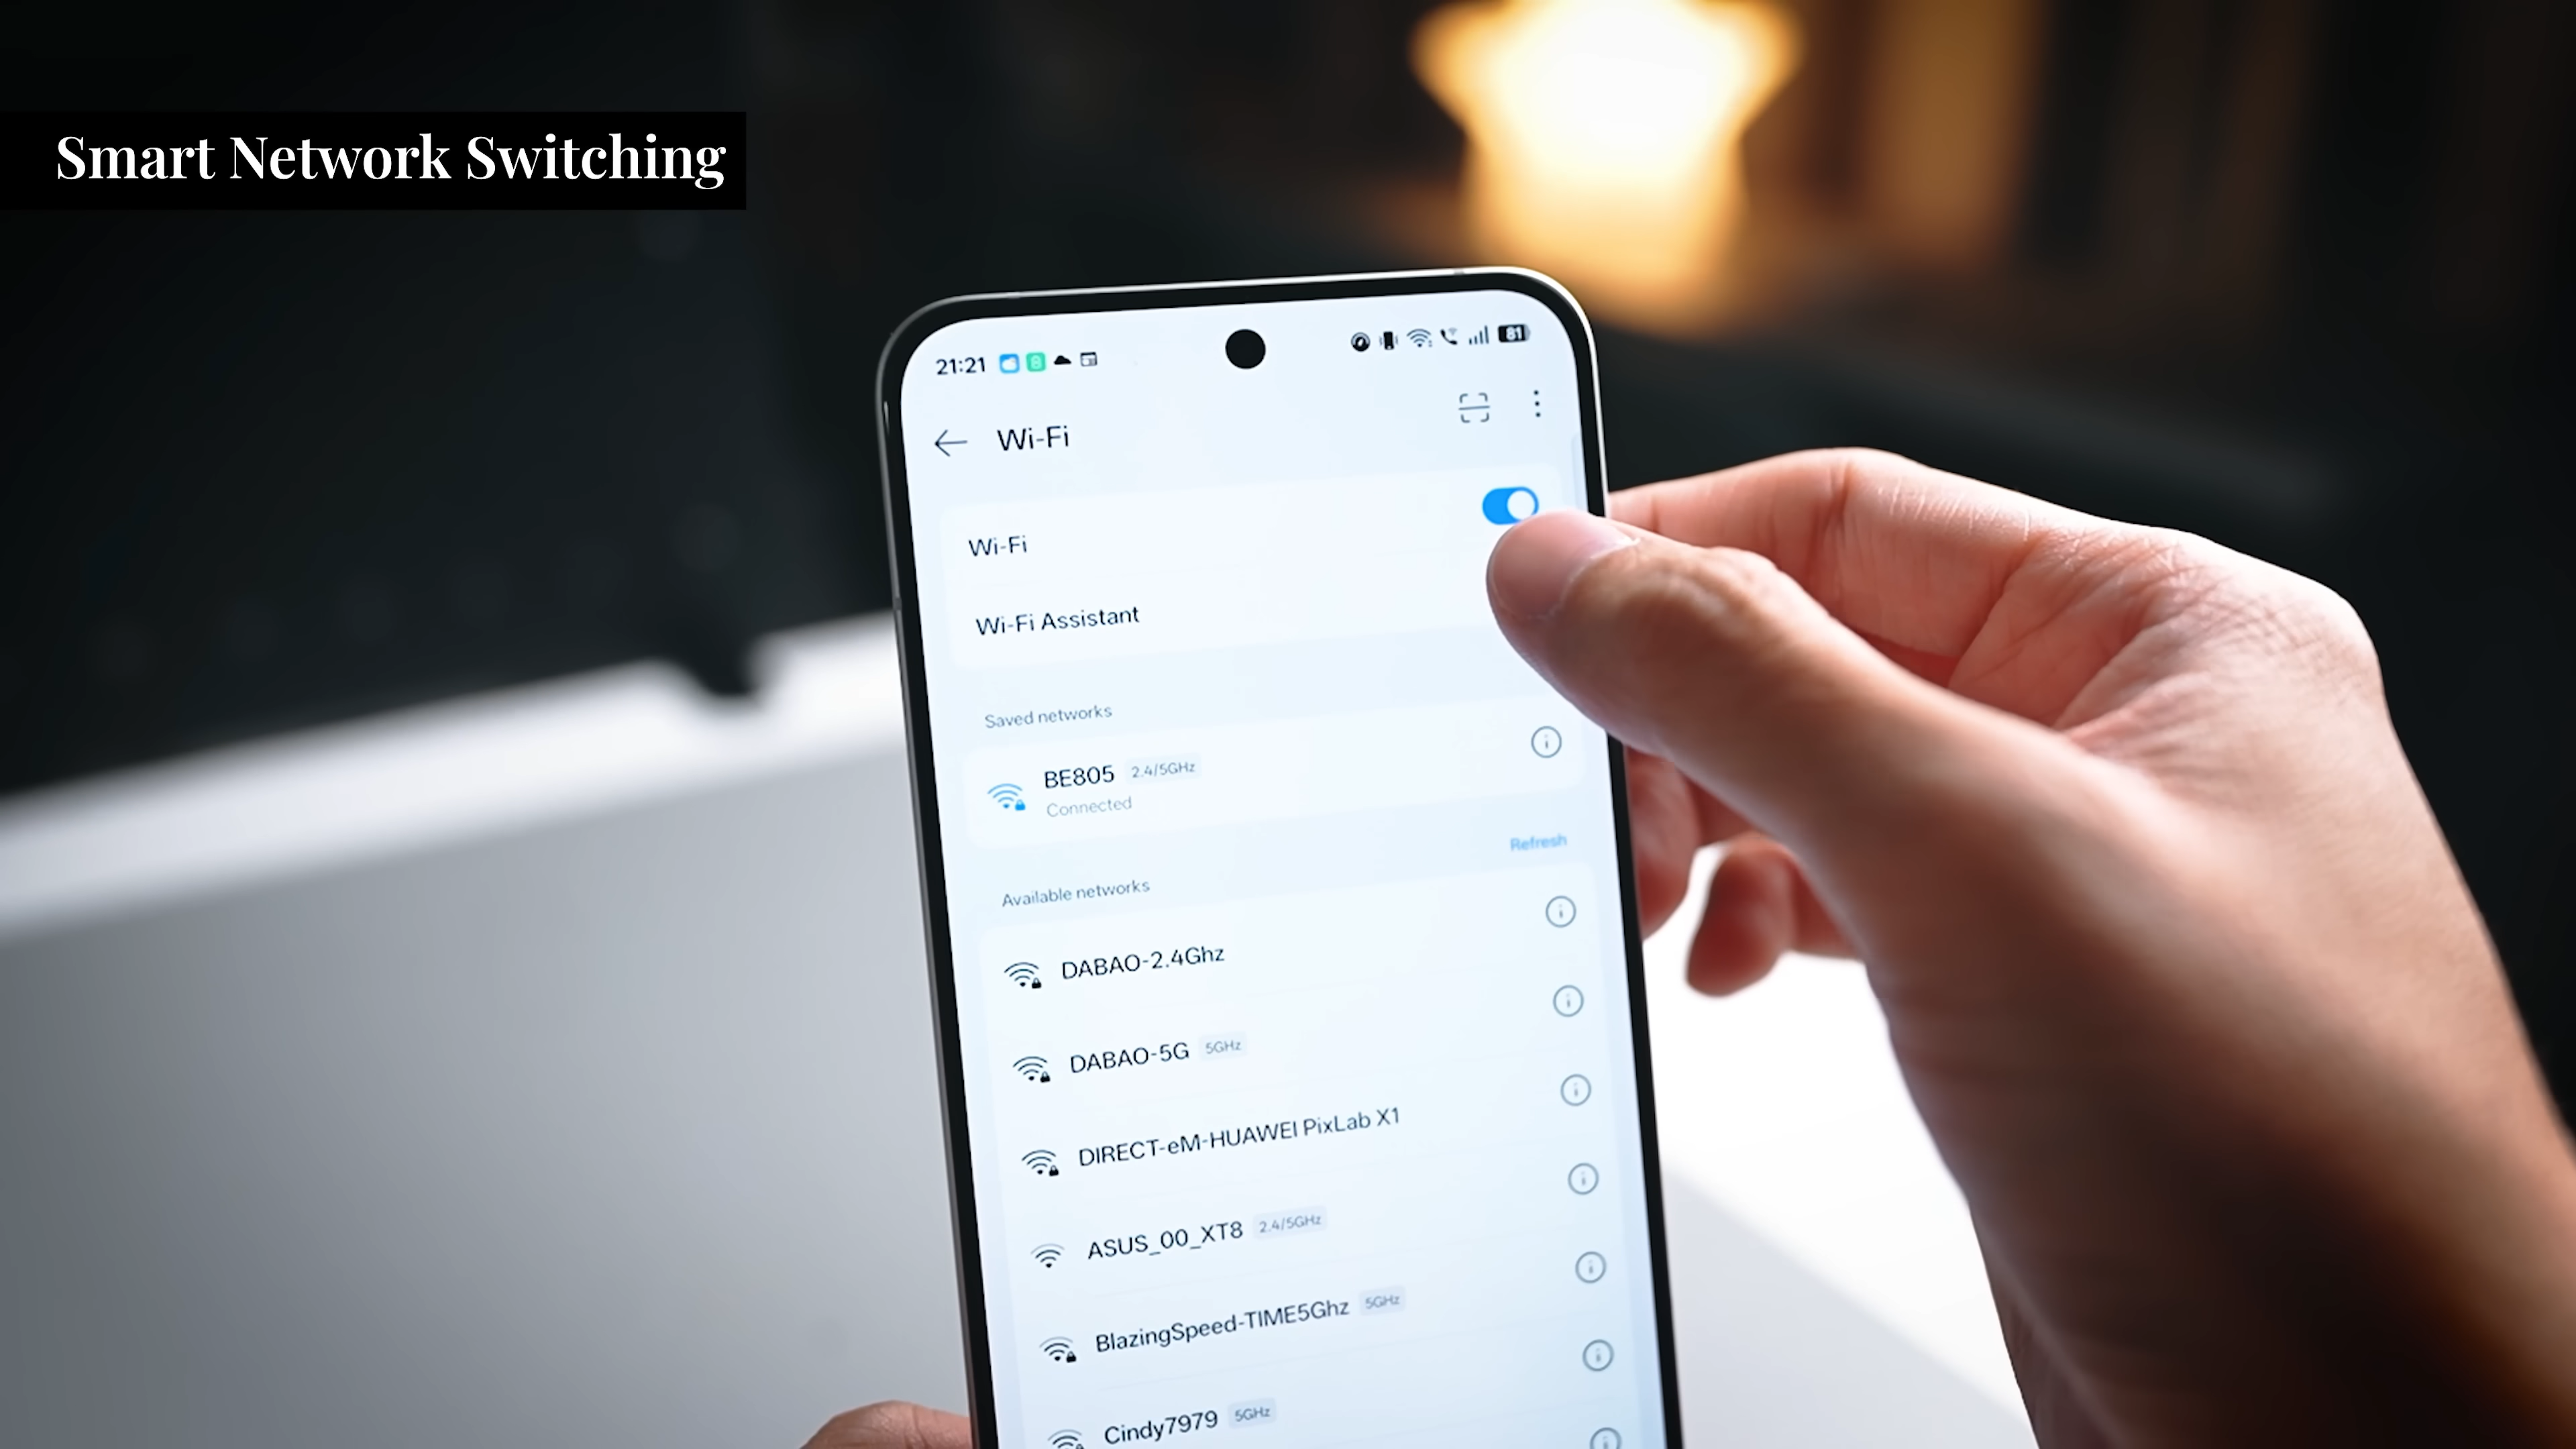 Smart Network Switching
21:21
81
Wi-Fi
Wi-Fi
Wi-Fi Assistant
Saved networks
BE805 2.4/5GHz
Connected
Refresh
Available networks
DABAO-2.4Ghz
DABAO-5G 5GHz
DIRECT-eM-HUAWEI PixLab X1
ASUS_00_XT8 2.4/5GHz
BlazingSpeed-TIME5Ghz 5GHz
Cindy7979 5GHz